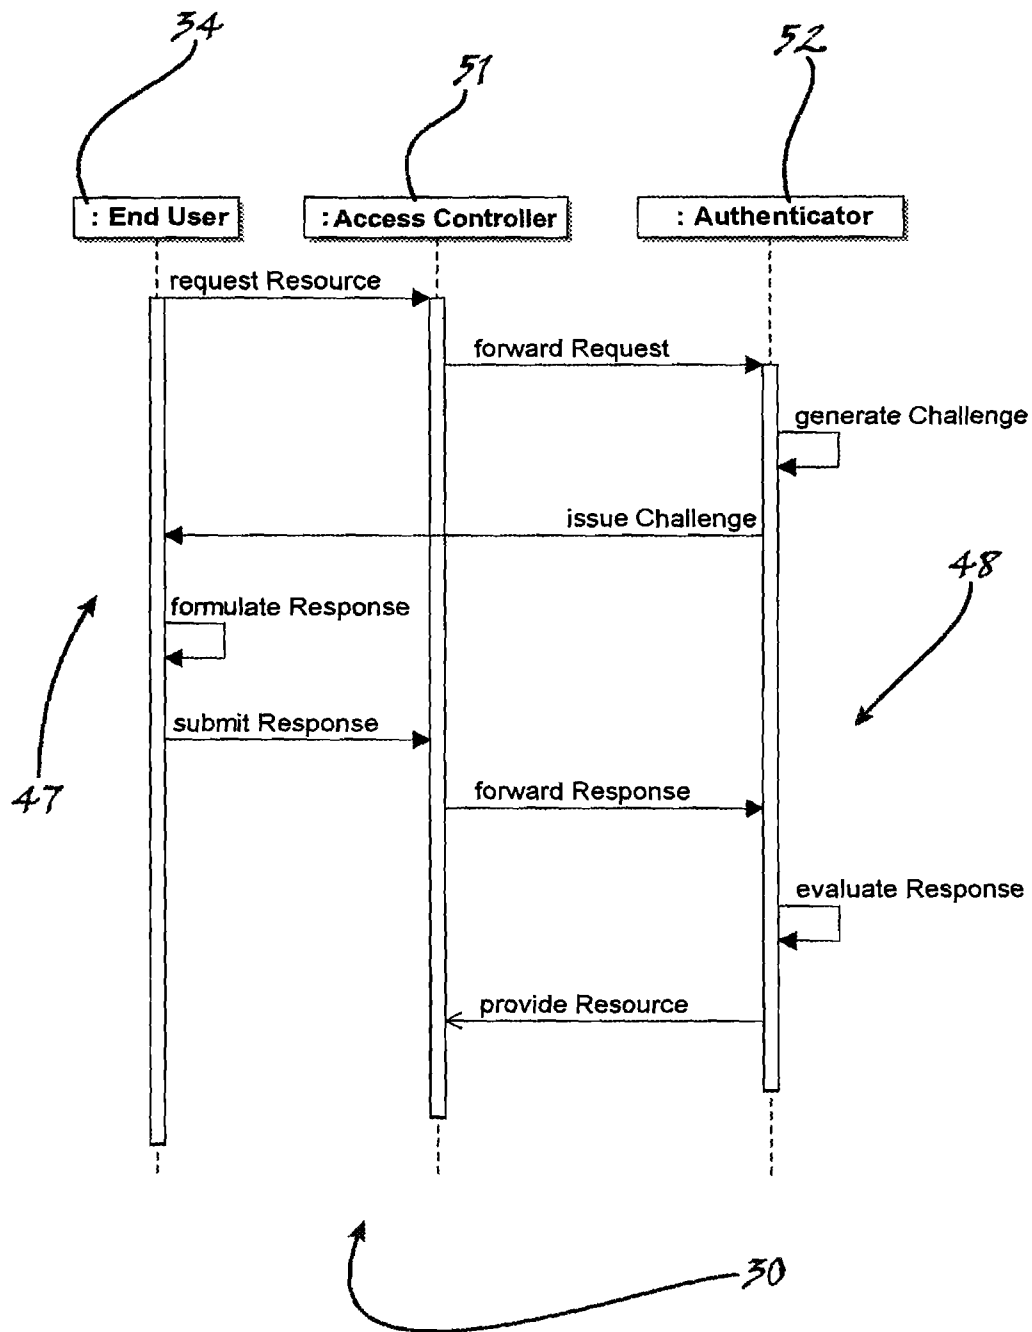 34
51
52
: End User
: Access Controller
: Authenticator
request Resource
forward Request
generate Challenge
issue Challenge
48
formulate Response
submit Response
47
forward Response
evaluate Response
provide Resource
30